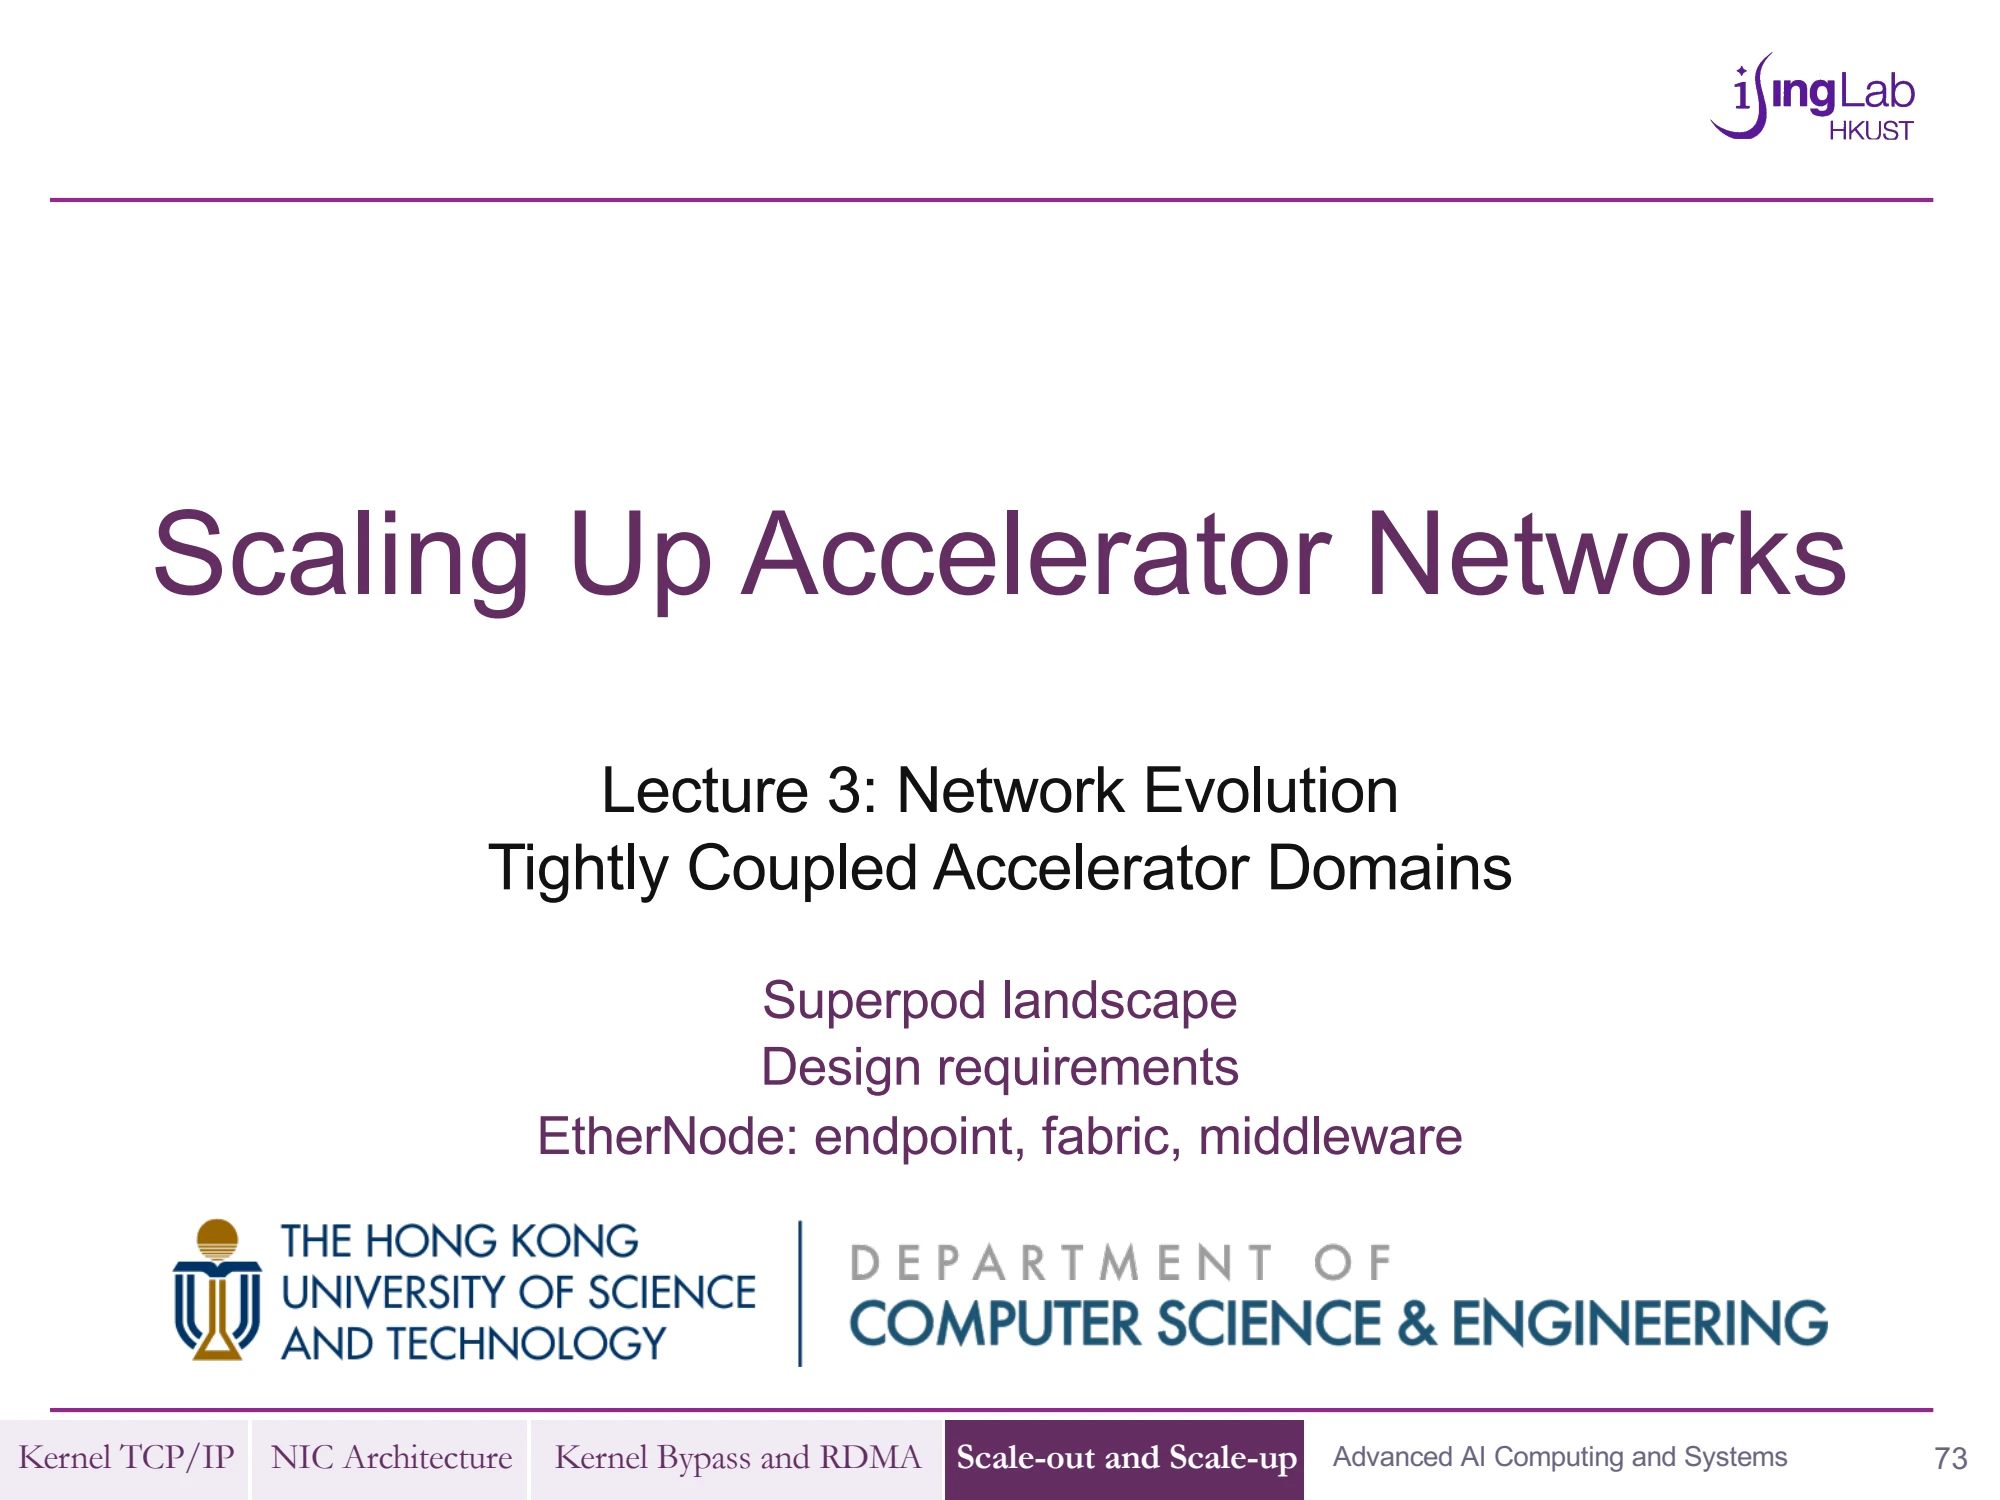 iSingLab
HKUST
Scaling Up Accelerator Networks
Lecture 3: Network Evolution
Tightly Coupled Accelerator Domains
Superpod landscape
Design requirements
EtherNode: endpoint, fabric, middleware
THE HONG KONG
UNIVERSITY OF SCIENCE
AND TECHNOLOGY
DEPARTMENT OF
COMPUTER SCIENCE & ENGINEERING
Kernel TCP/IP
NIC Architecture
Kernel Bypass and RDMA
Scale-out and Scale-up
Advanced AI Computing and Systems
73